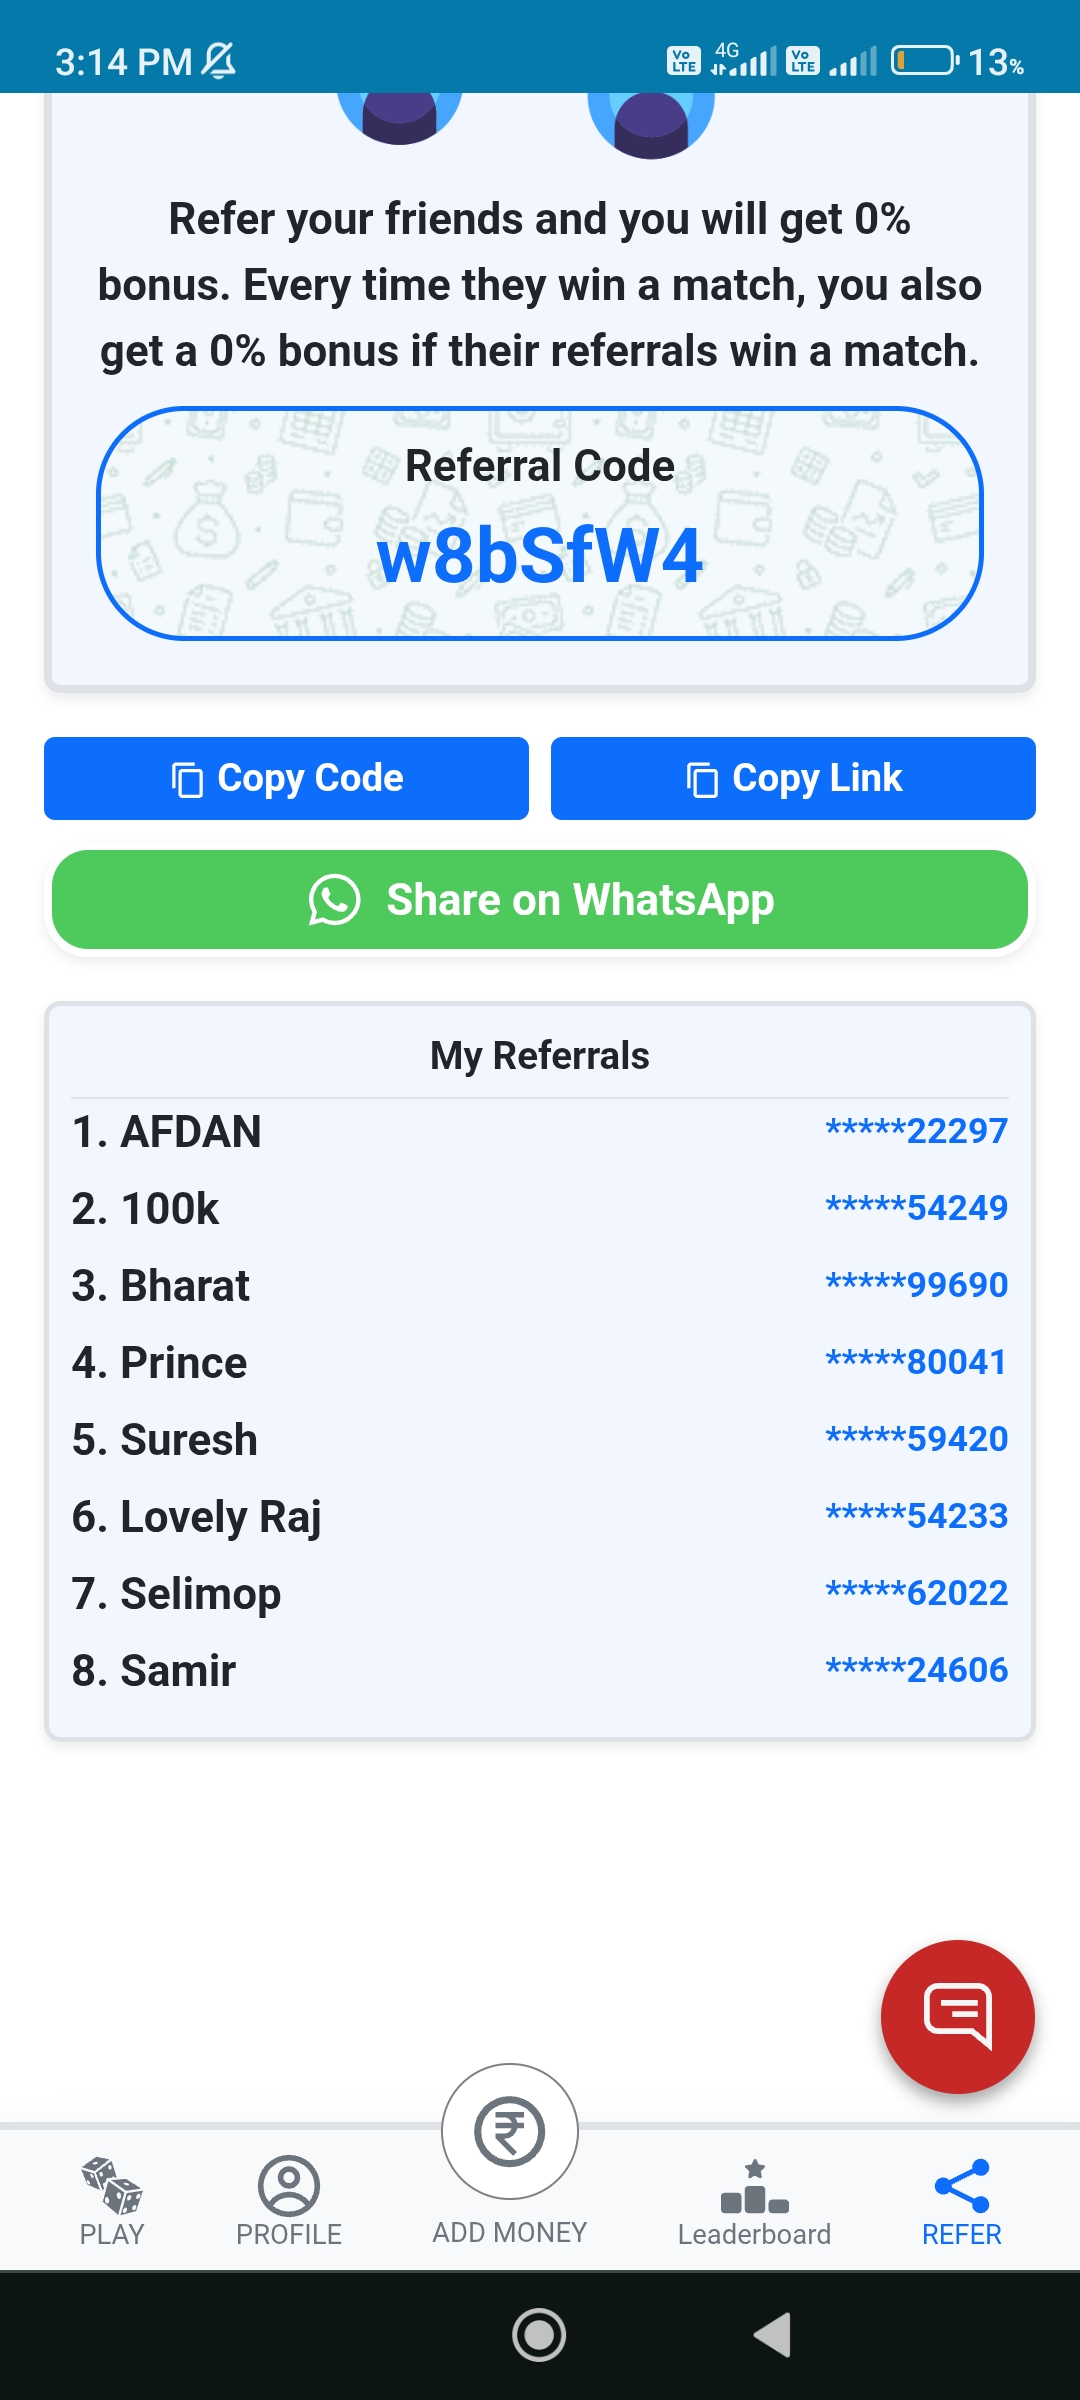 3:14 PM
Vo LTE 4G Vo LTE 13%
Refer your friends and you will get 0%
bonus. Every time they win a match, you also
get a 0% bonus if their referrals win a match.
Referral Code
w8bSfW4
Copy Code
Copy Link
Share on WhatsApp
My Referrals
1. AFDAN *****22297
2. 100k *****54249
3. Bharat *****99690
4. Prince *****80041
5. Suresh *****59420
6. Lovely Raj *****54233
7. Selimop *****62022
8. Samir *****24606
₹
PLAY
PROFILE
ADD MONEY
Leaderboard
REFER